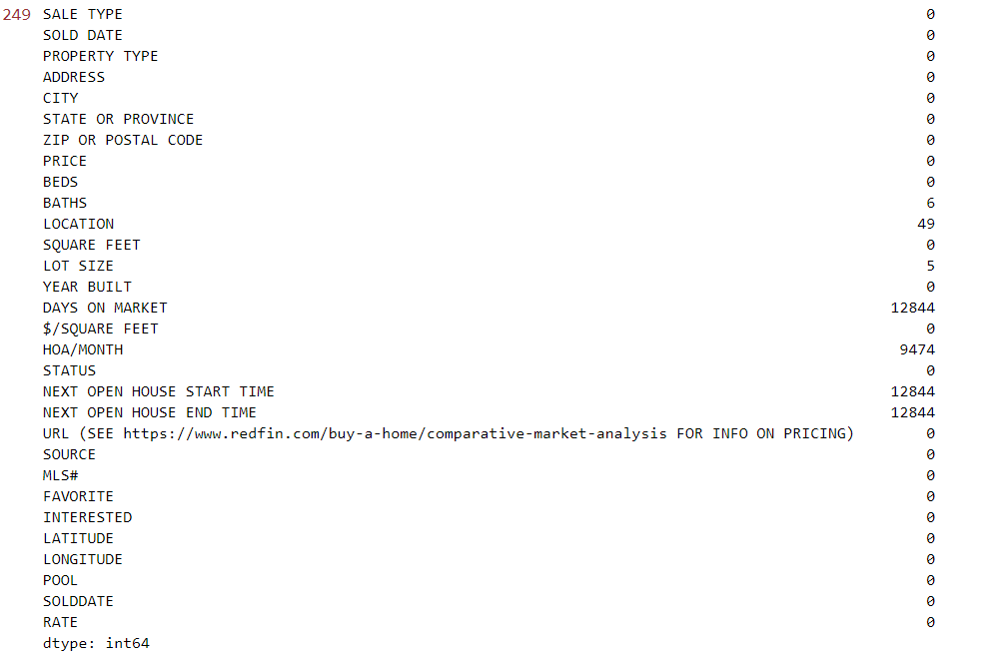 249 SALE TYPE 0
SOLD DATE 0
PROPERTY TYPE 0
ADDRESS 0
CITY 0
STATE OR PROVINCE 0
ZIP OR POSTAL CODE 0
PRICE 0
BEDS 0
BATHS 6
LOCATION 49
SQUARE FEET 0
LOT SIZE 5
YEAR BUILT 0
DAYS ON MARKET 12844
$/SQUARE FEET 0
HOA/MONTH 9474
STATUS 0
NEXT OPEN HOUSE START TIME 12844
NEXT OPEN HOUSE END TIME 12844
URL (SEE https://www.redfin.com/buy-a-home/comparative-market-analysis FOR INFO ON PRICING) 0
SOURCE 0
MLS# 0
FAVORITE 0
INTERESTED 0
LATITUDE 0
LONGITUDE 0
POOL 0
SOLDDATE 0
RATE 0
dtype: int64